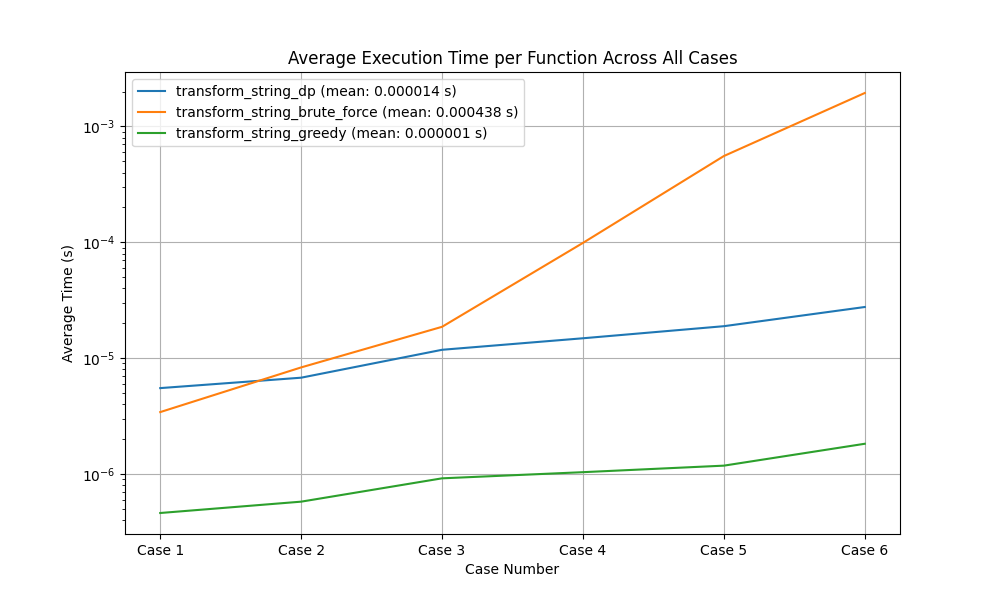 Average Execution Time per Function Across All Cases
transform_string_dp (mean: 0.000014 s)
transform_string_brute_force (mean: 0.000438 s)
transform_string_greedy (mean: 0.000001 s)
Average Time (s)
10⁻³
10⁻⁴
10⁻⁵
10⁻⁶
Case 1 Case 2 Case 3 Case 4 Case 5 Case 6
Case Number